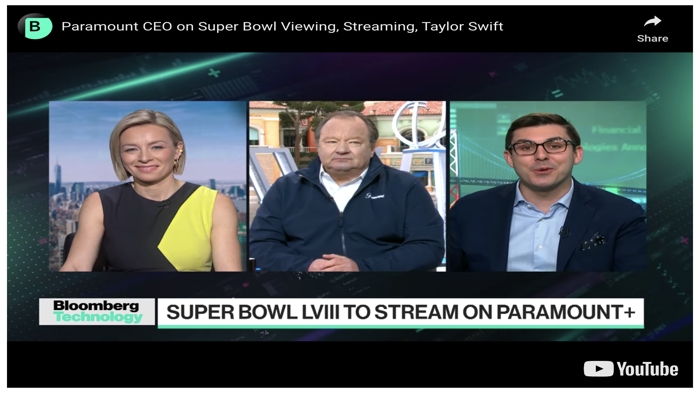 B
Paramount CEO on Super Bowl Viewing, Streaming, Taylor Swift
Share
Financial
Bloomberg
Technology
SUPER BOWL LVIII TO STREAM ON PARAMOUNT+
YouTube